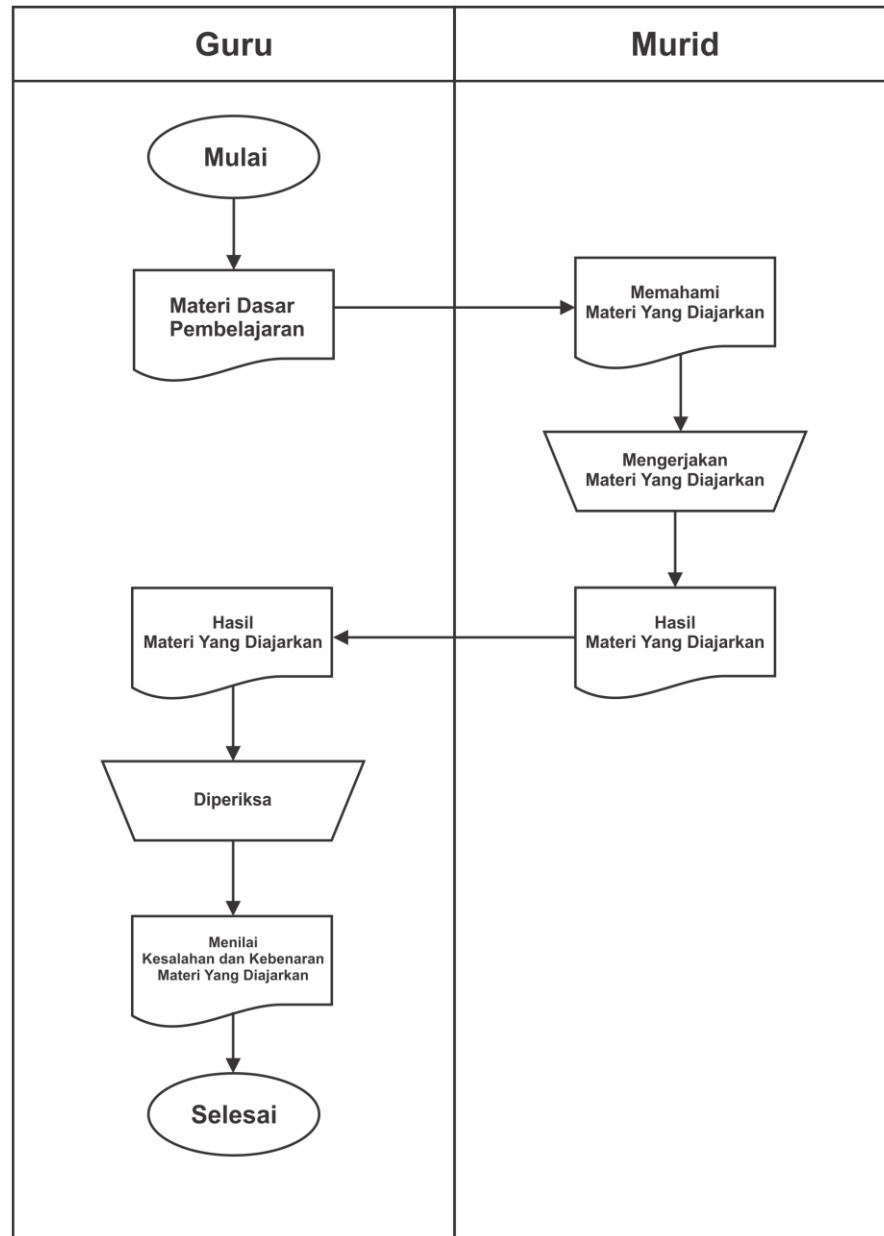 Guru
Murid
Mulai
Materi Dasar
Pembelajaran
Memahami
Materi Yang Diajarkan
Mengerjakan
Materi Yang Diajarkan
Hasil
Materi Yang Diajarkan
Hasil
Materi Yang Diajarkan
Diperiksa
Menilai
Kesalahan dan Kebenaran
Materi Yang Diajarkan
Selesai